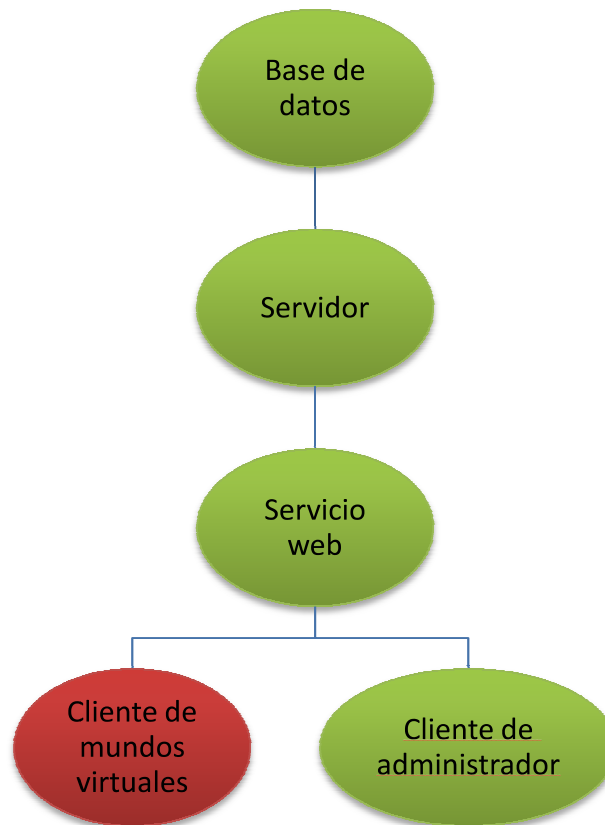 Base de
datos
Servidor
Servicio
web
Cliente de
mundos
virtuales
Cliente de
administrador